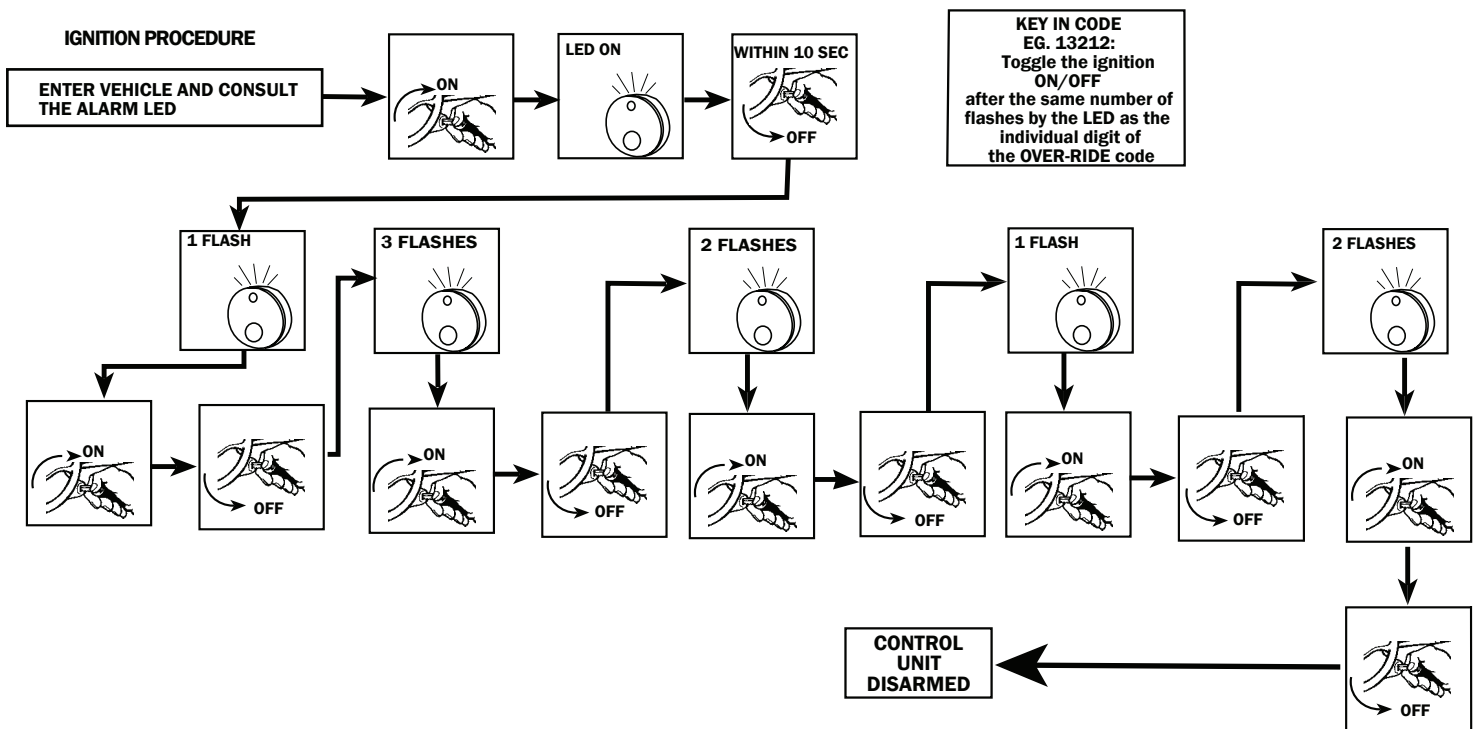 IGNITION PROCEDURE
ENTER VEHICLE AND CONSULT
THE ALARM LED
ON
LED ON
WITHIN 10 SEC
OFF
KEY IN CODE
EG. 13212:
Toggle the ignition
ON/OFF
after the same number of
flashes by the LED as the
individual digit of
the OVER-RIDE code
1 FLASH
3 FLASHES
2 FLASHES
1 FLASH
2 FLASHES
ON
OFF
ON
OFF
ON
OFF
ON
OFF
ON
OFF
CONTROL
UNIT
DISARMED